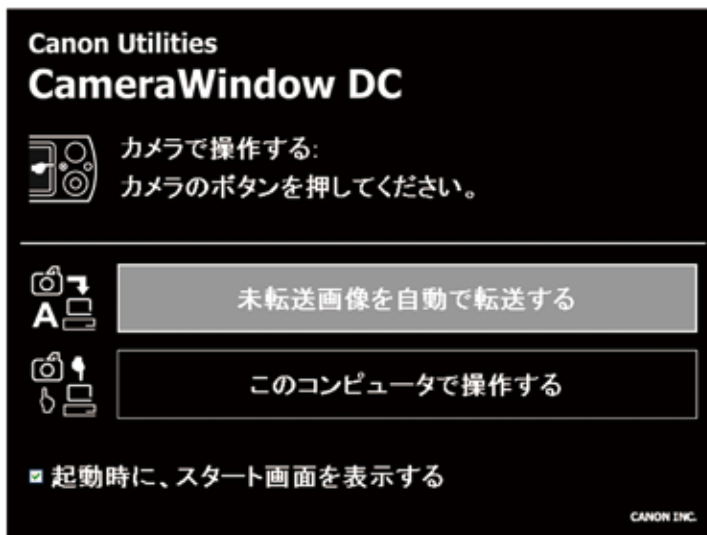 Canon Utilities
CameraWindow DC
カメラで操作する:
カメラのボタンを押してください。
A
未転送画像を自動で転送する
このコンピュータで操作する
起動時に、スタート画面を表示する
CANON INC.